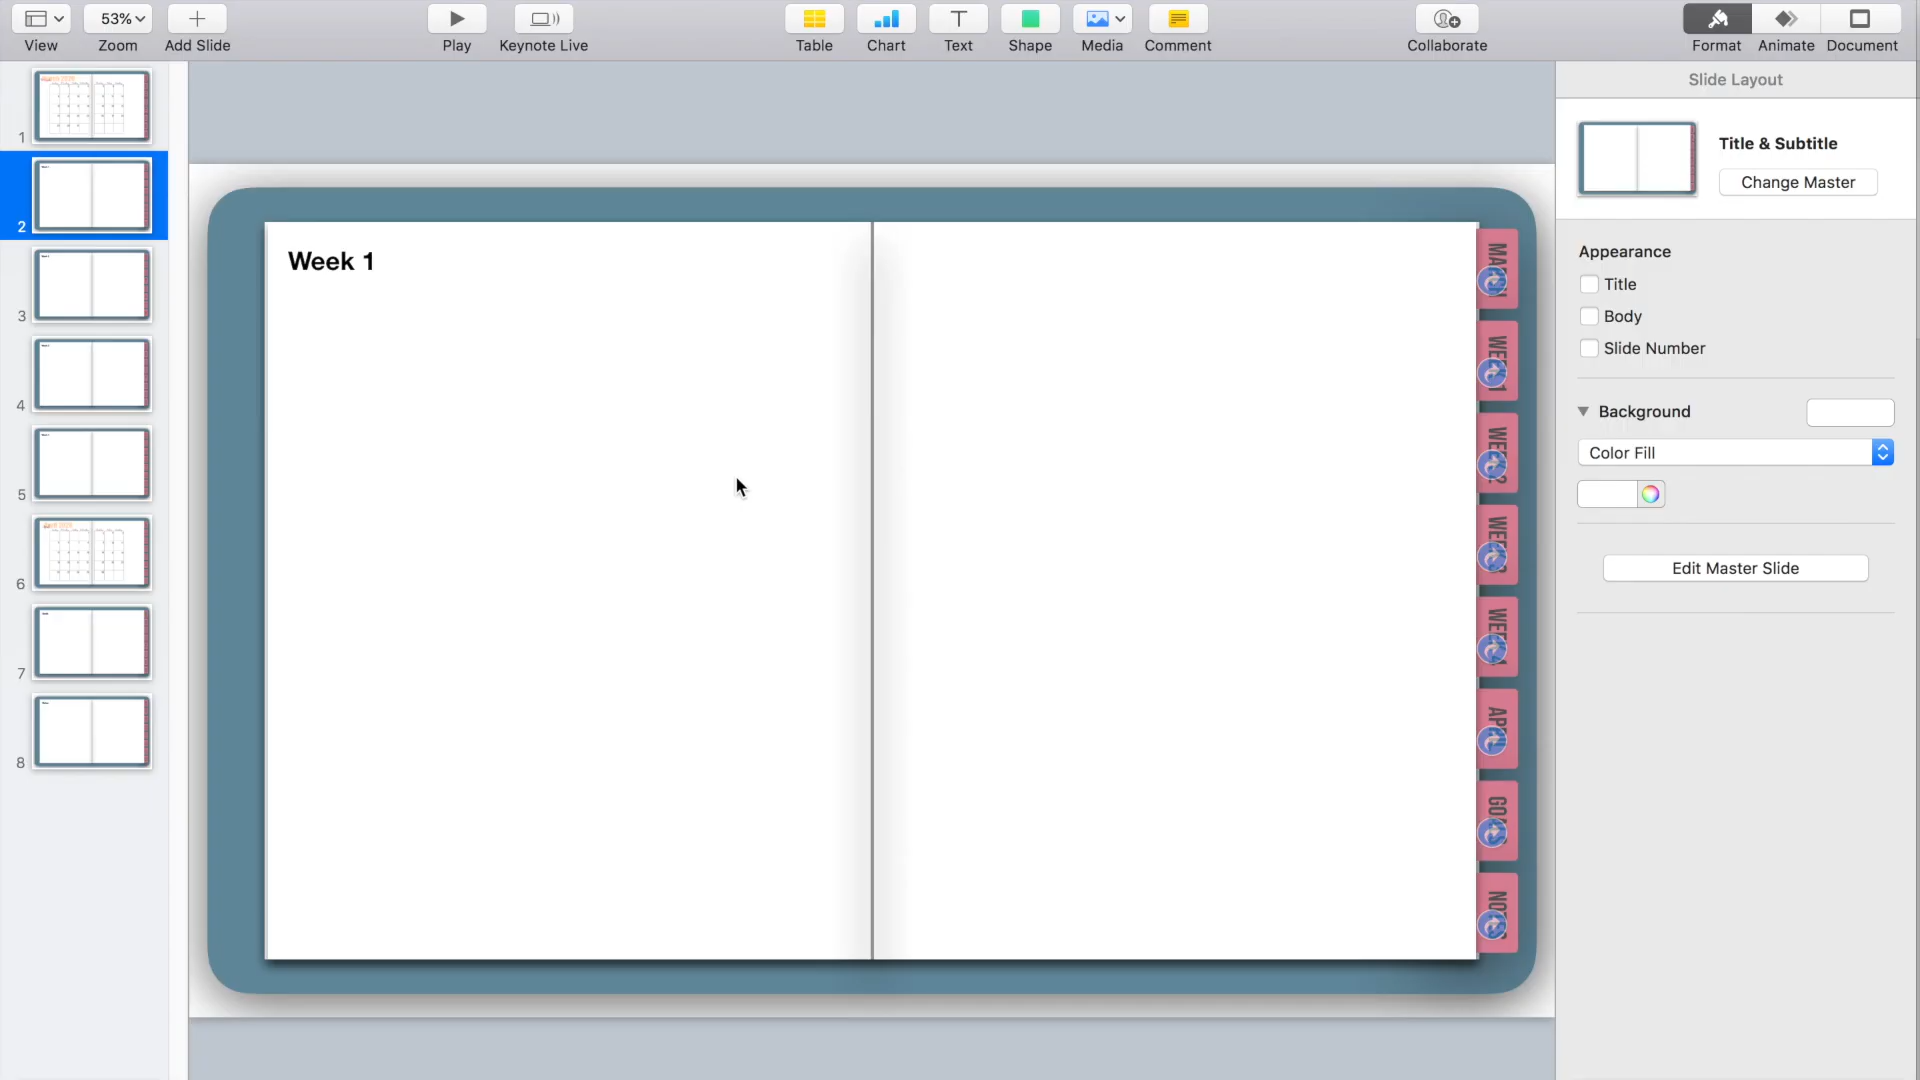 53%
View
Zoom
Add Slide
Play
Keynote Live
Table
Chart
Text
Shape
Media
Comment
Collaborate
Format
Animate
Document
1
2
3
4
5
6
7
8
Week 1
Slide Layout
Title & Subtitle
Change Master
Appearance
Title
Body
Slide Number
Background
Color Fill
Edit Master Slide